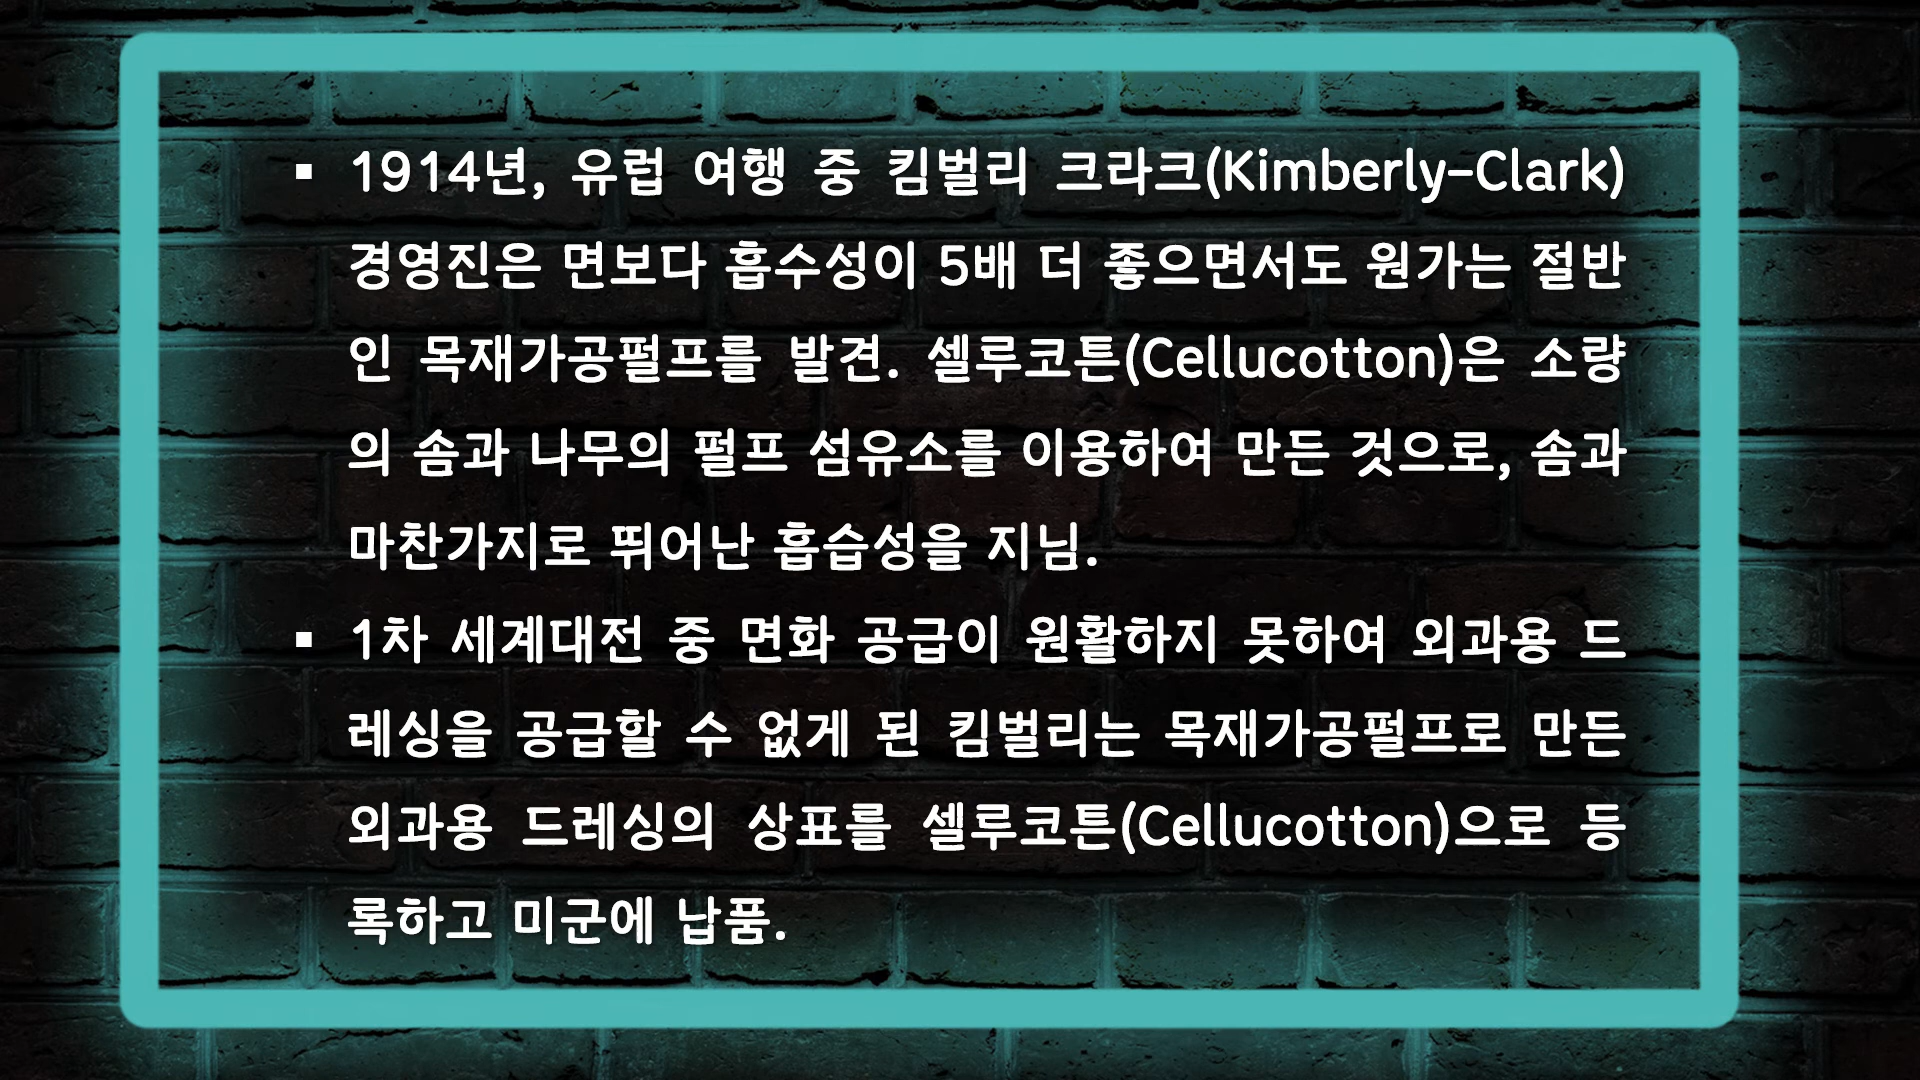 ▪ 1914년, 유럽 여행 중 킴벌리 크라크(Kimberly-Clark)
경영진은 면보다 흡수성이 5배 더 좋으면서도 원가는 절반
인 목재가공펄프를 발견. 셀루코튼(Cellucotton)은 소량
의 솜과 나무의 펄프 섬유소를 이용하여 만든 것으로, 솜과
마찬가지로 뛰어난 흡습성을 지님.
▪ 1차 세계대전 중 면화 공급이 원활하지 못하여 외과용 드
레싱을 공급할 수 없게 된 킴벌리는 목재가공펄프로 만든
외과용 드레싱의 상표를 셀루코튼(Cellucotton)으로 등
록하고 미군에 납품.